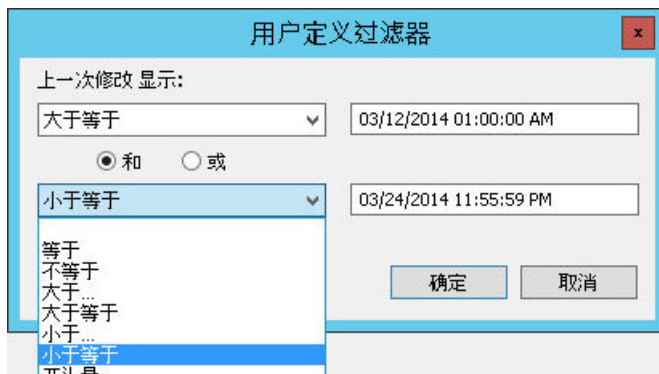 用户定义过滤器
x
上一次修改 显示:
大于等于
03/12/2014 01:00:00 AM
和 或
小于等于
03/24/2014 11:55:59 PM
等于
不等于
大于...
大于等于
小于...
小于等于
确定 取消